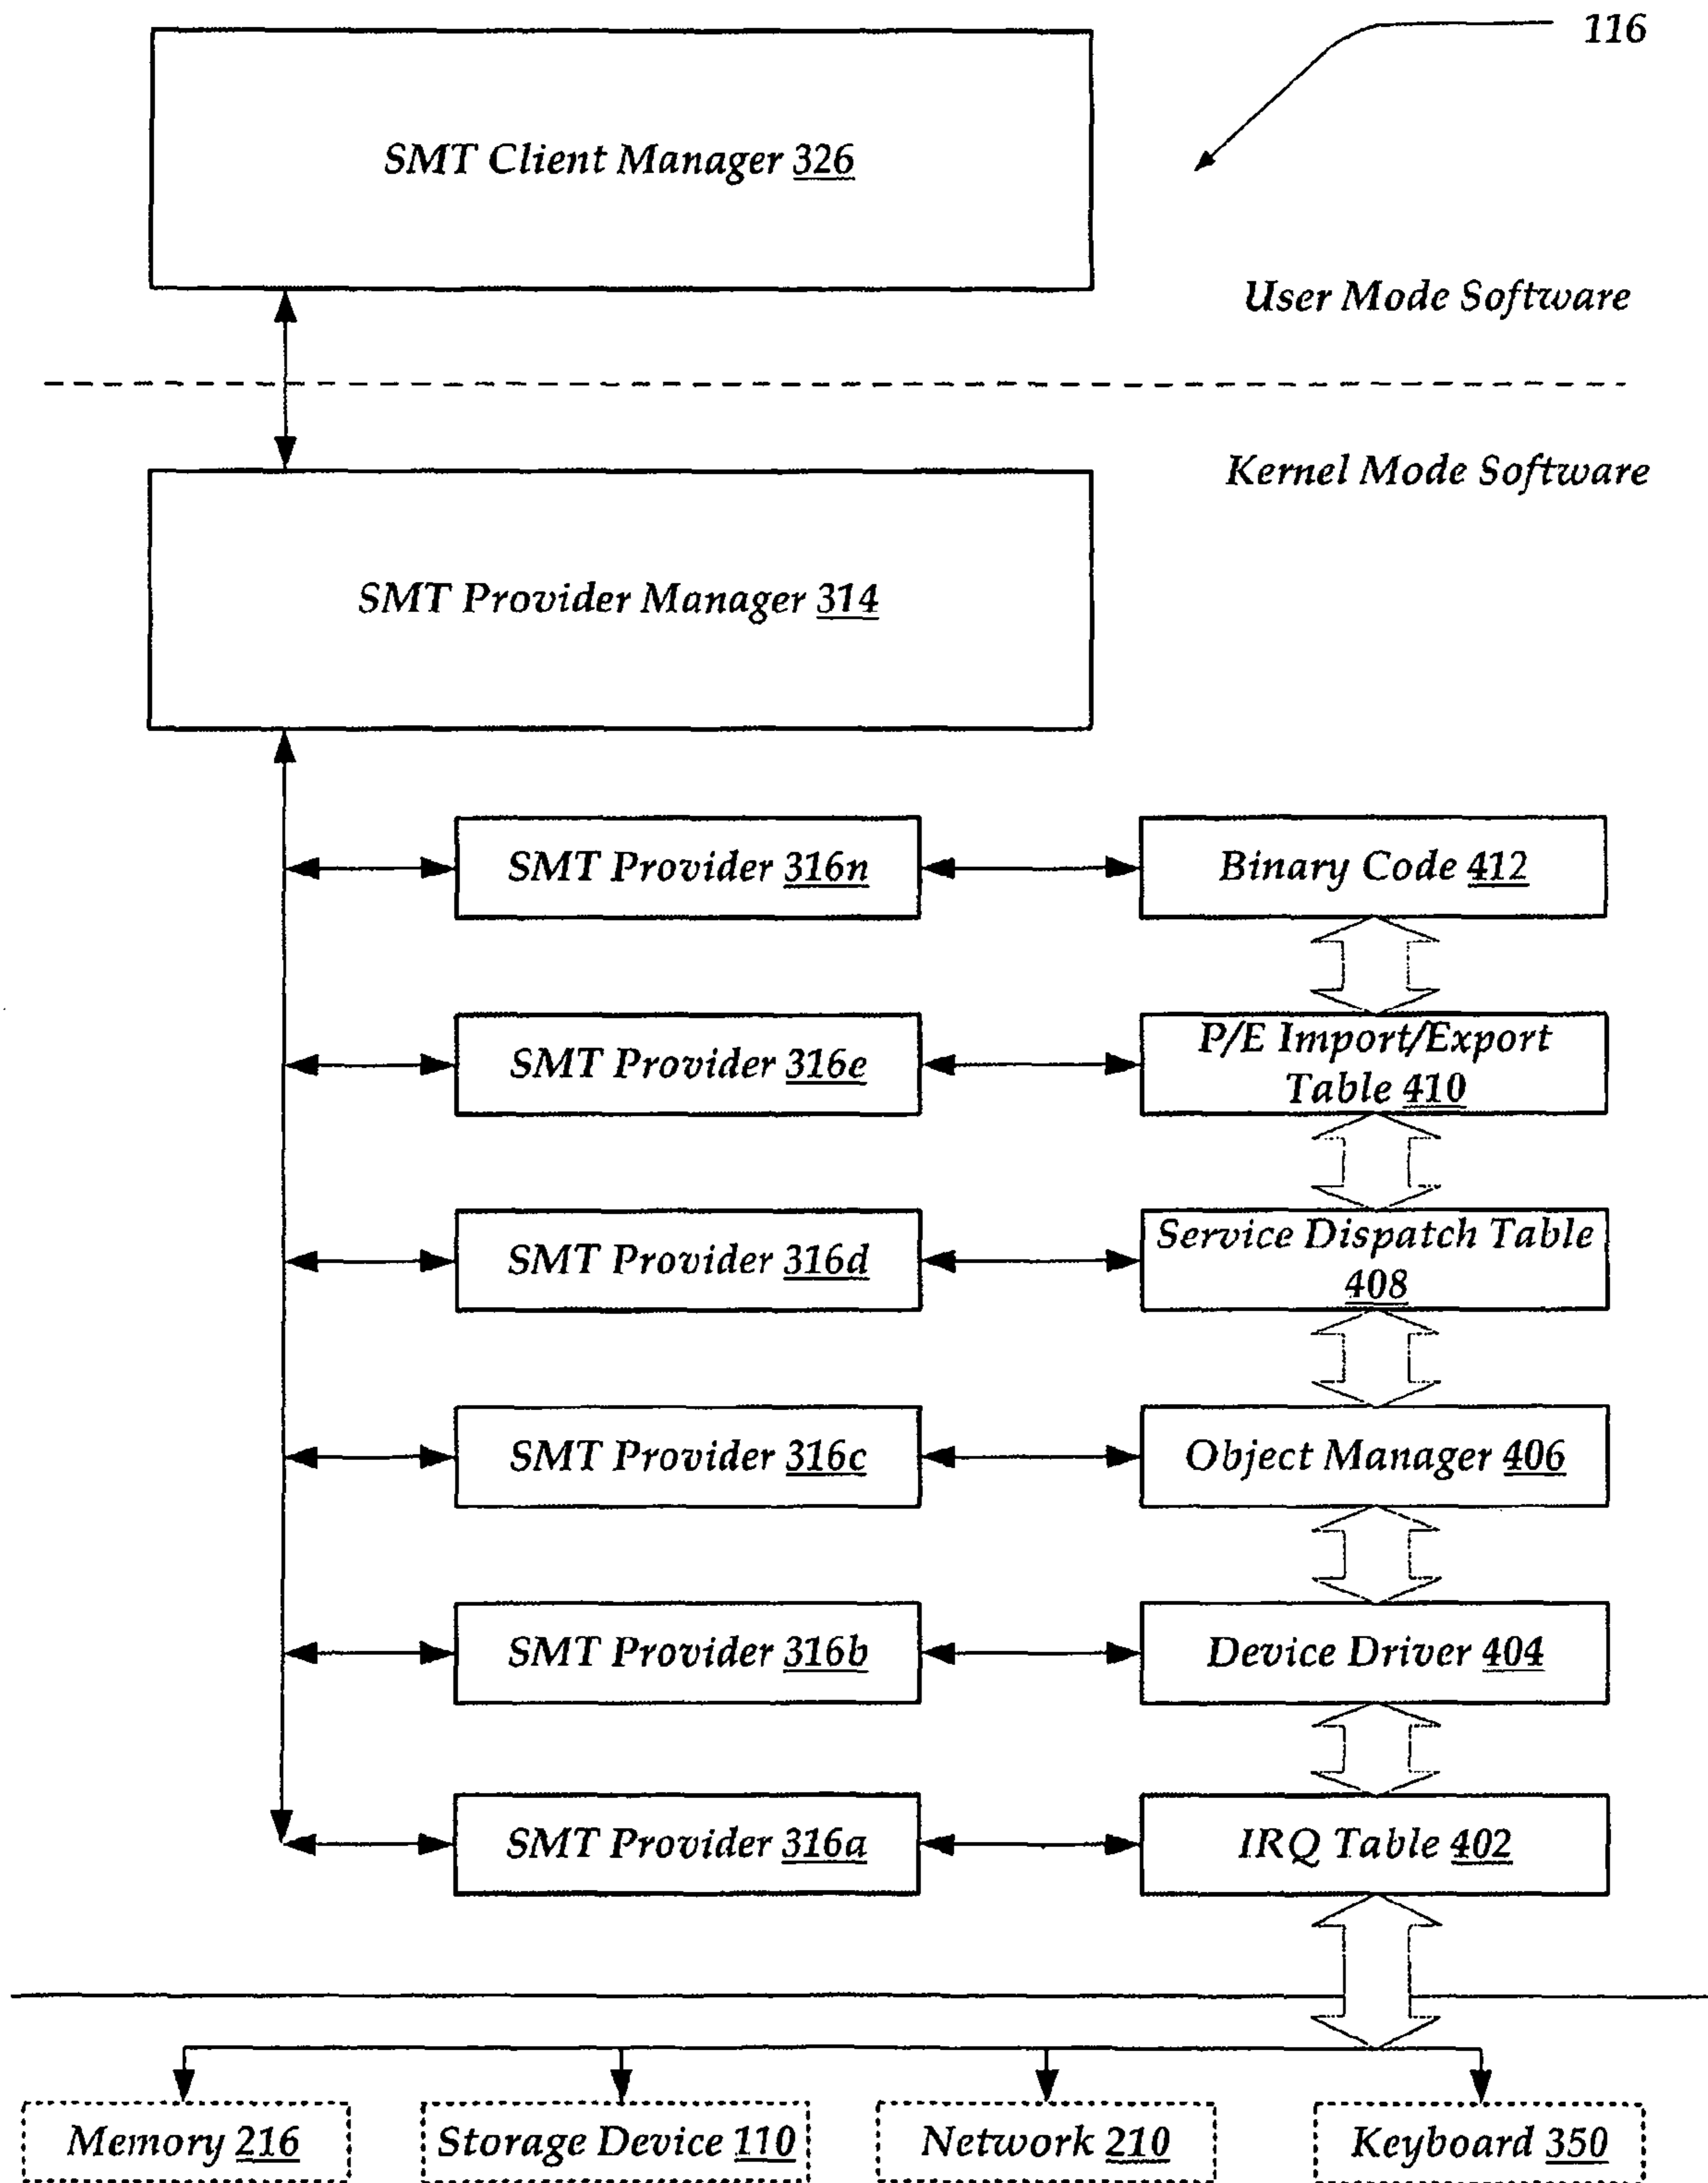 116
SMT Client Manager 326
User Mode Software
Kernel Mode Software
SMT Provider Manager 314
SMT Provider 316n
Binary Code 412
SMT Provider 316e
P/E Import/Export
Table 410
SMT Provider 316d
Service Dispatch Table
408
SMT Provider 316c
Object Manager 406
SMT Provider 316b
Device Driver 404
SMT Provider 316a
IRQ Table 402
Memory 216
Storage Device 110
Network 210
Keyboard 350